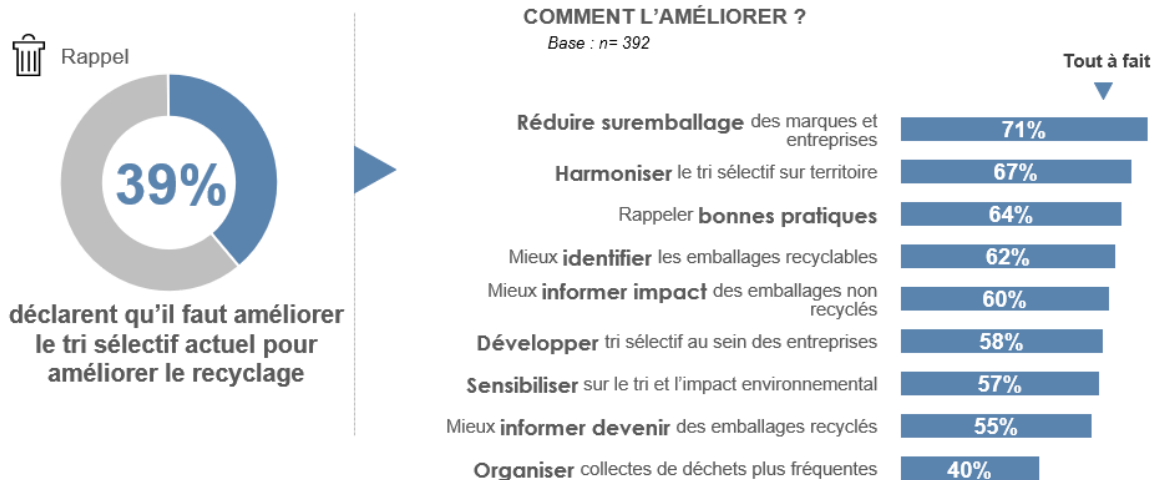 COMMENT L'AMÉLIORER ?
Base : n= 392
Rappel
39%
déclarent qu'il faut améliorer
le tri sélectif actuel pour
améliorer le recyclage
Tout à fait
Réduire suremballage des marques et
entreprises
71%
Harmoniser le tri sélectif sur territoire
67%
Rappeler bonnes pratiques
64%
Mieux identifier les emballages recyclables
62%
Mieux informer impact des emballages non
recyclés
60%
Développer tri sélectif au sein des entreprises
58%
Sensibiliser sur le tri et l'impact environnemental
57%
Mieux informer devenir des emballages recyclés
55%
Organiser collectes de déchets plus fréquentes
40%